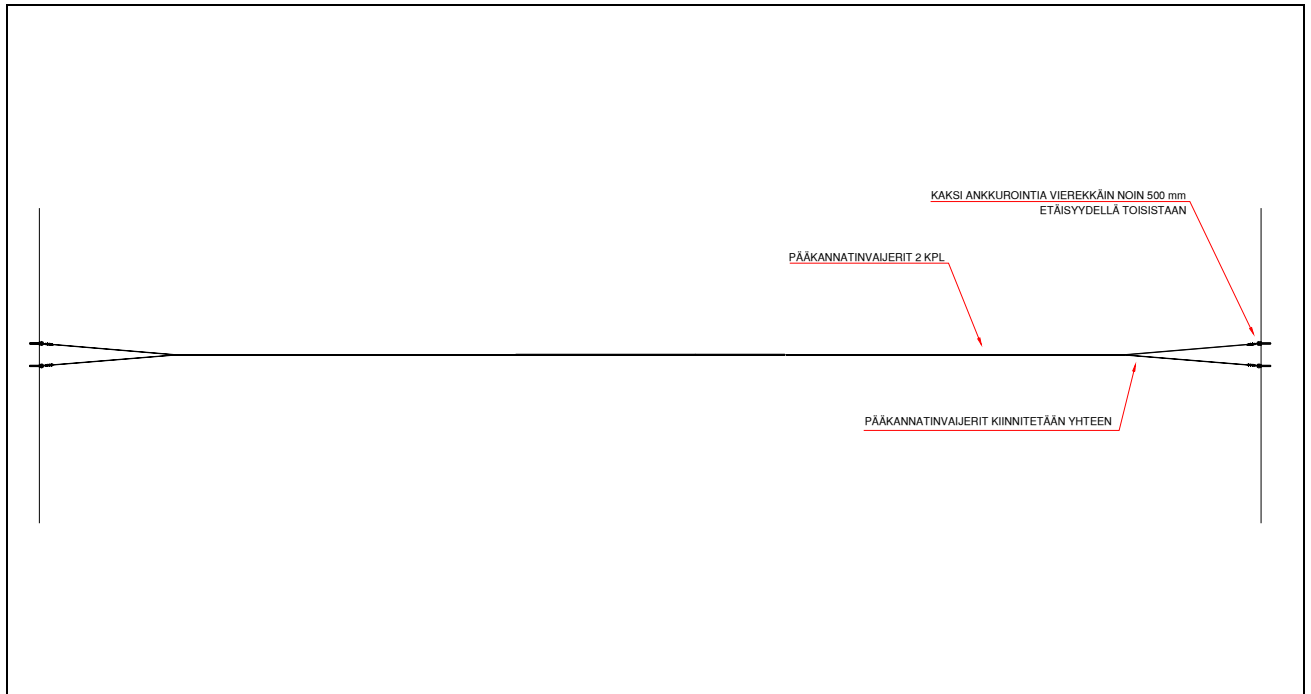 KAKSI ANKKUROINTIA VIEREKKÄIN NOIN 500 mm
ETÄISYYDELLÄ TOISISTAAN
PÄÄKANNATINVAIJERIT 2 KPL
PÄÄKANNATINVAIJERIT KIINNITETÄÄN YHTEEN